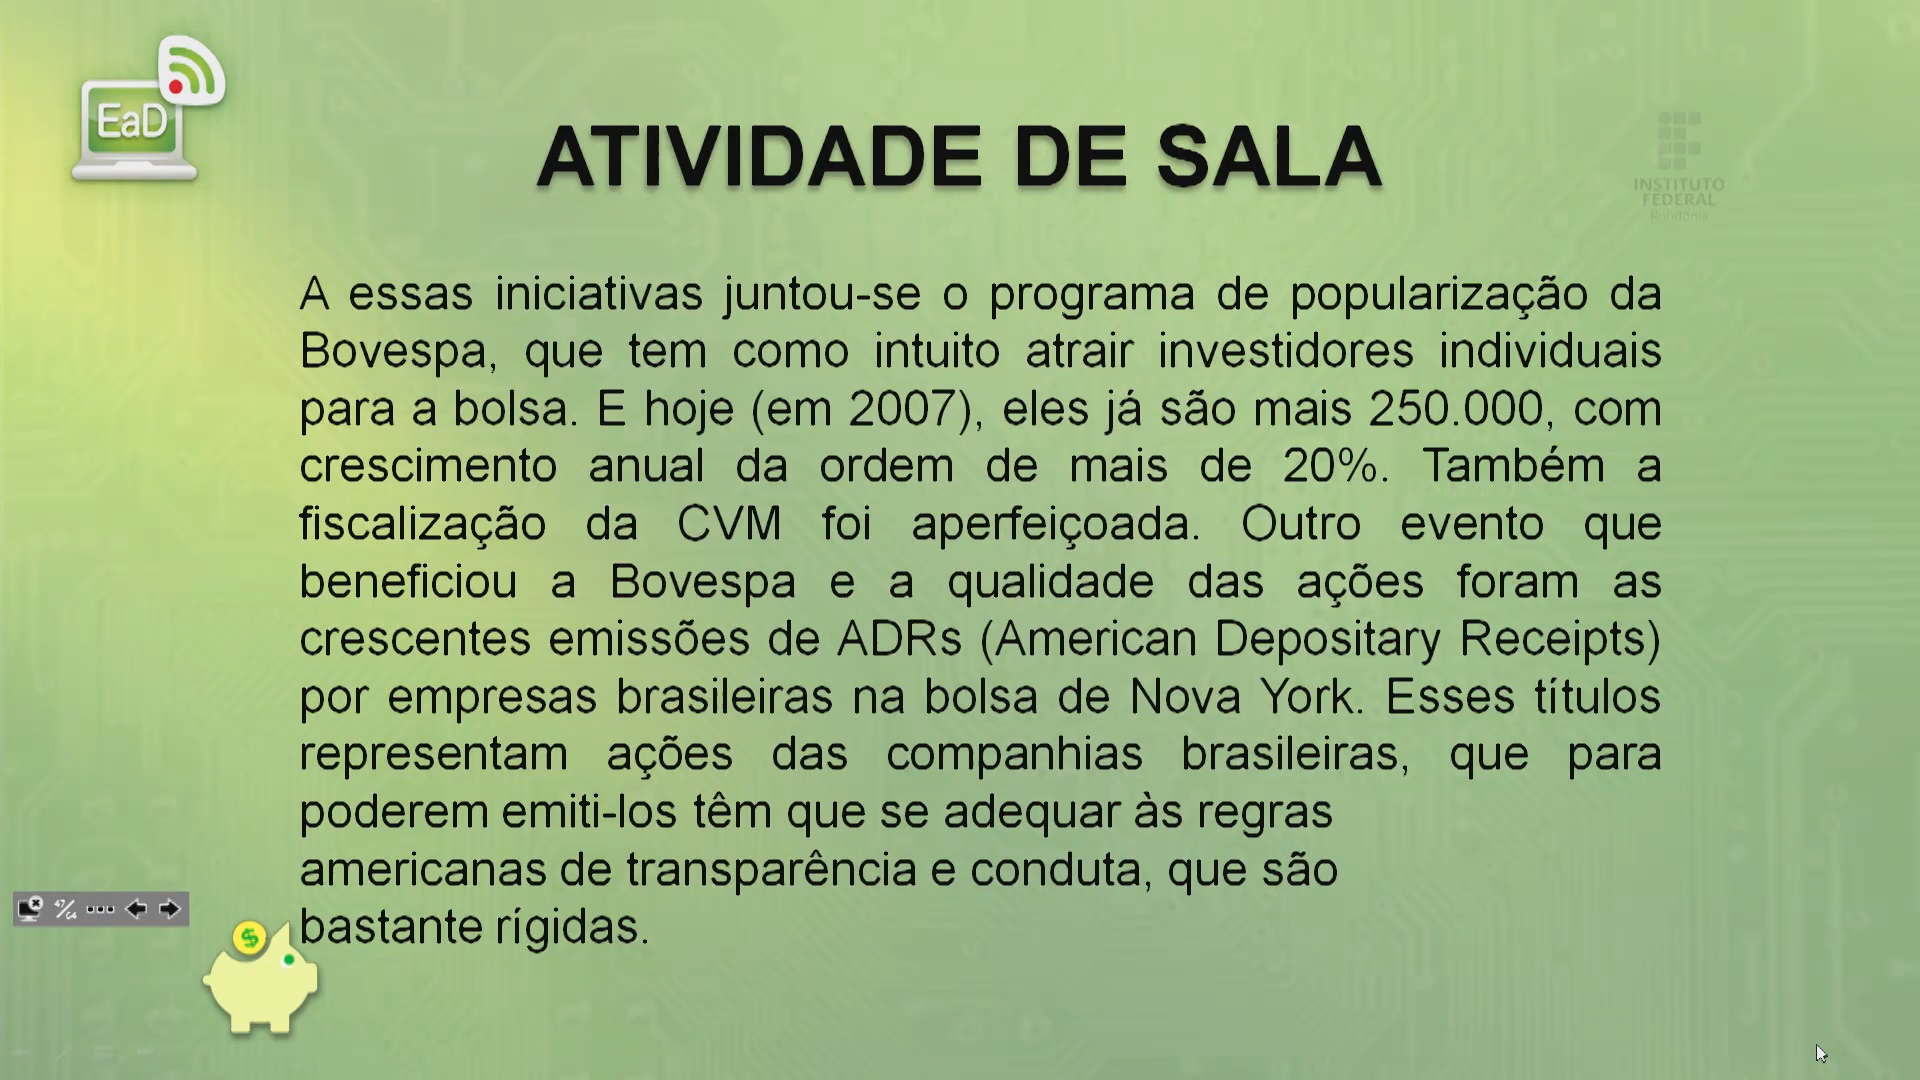 EaD
ATIVIDADE DE SALA
INSTITUTO
FEDERAL
Rondônia
A essas iniciativas juntou-se o programa de popularização da
Bovespa, que tem como intuito atrair investidores individuais
para a bolsa. E hoje (em 2007), eles já são mais 250.000, com
crescimento anual da ordem de mais de 20%. Também a
fiscalização da CVM foi aperfeiçoada. Outro evento que
beneficiou a Bovespa e a qualidade das ações foram as
crescentes emissões de ADRs (American Depositary Receipts)
por empresas brasileiras na bolsa de Nova York. Esses títulos
representam ações das companhias brasileiras, que para
poderem emiti-los têm que se adequar às regras
americanas de transparência e conduta, que são
bastante rígidas.
47/64
$